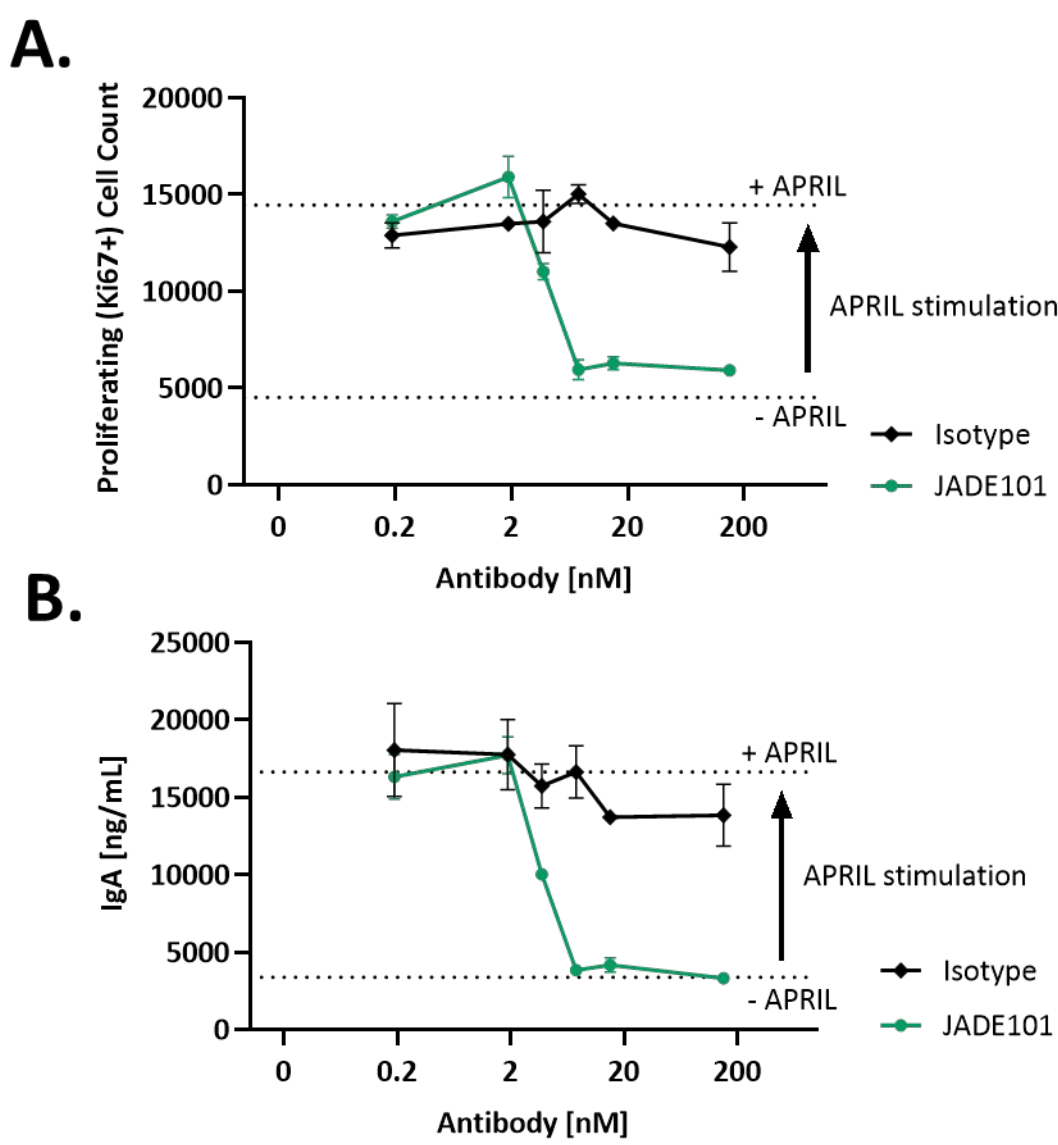 A.
20000
15000
10000
5000
0
Proliferating (Ki67+) Cell Count
+ APRIL
APRIL stimulation
- APRIL
Isotype
JADE101
0 0.2 2 20 200
Antibody [nM]
B.
25000
20000
15000
10000
5000
0
IgA [ng/mL]
+ APRIL
APRIL stimulation
- APRIL
Isotype
JADE101
0 0.2 2 20 200
Antibody [nM]